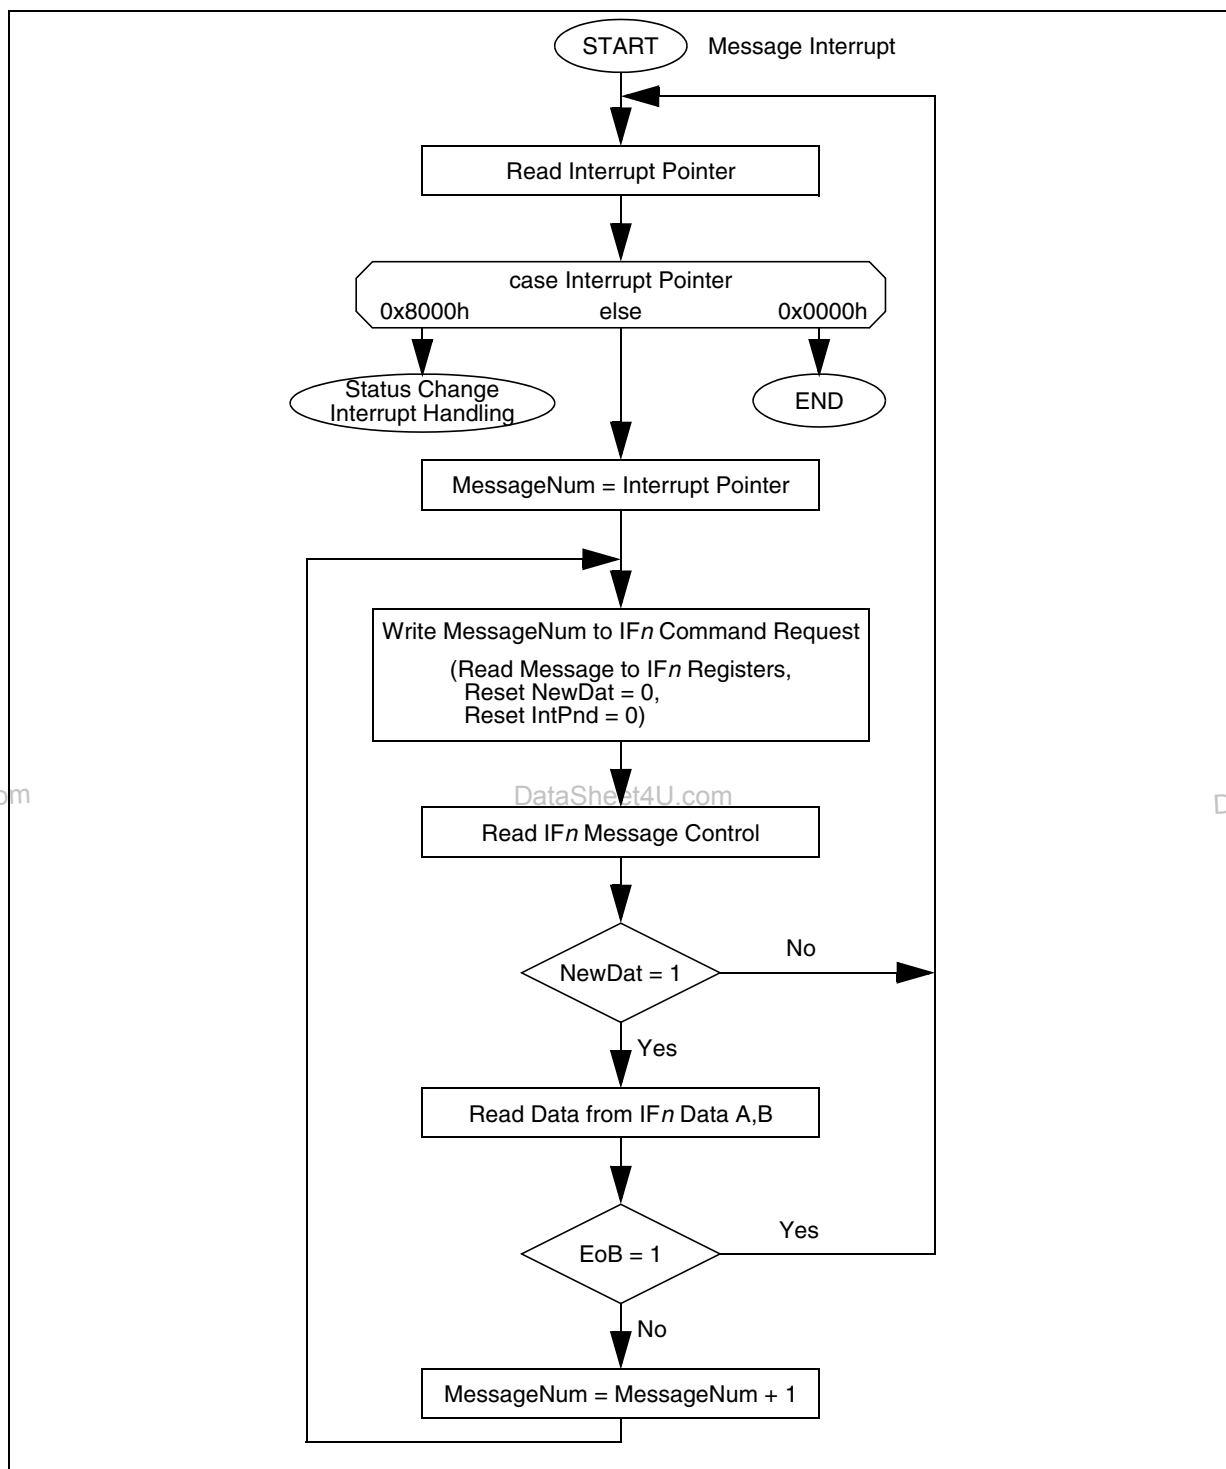 START
Message Interrupt
Read Interrupt Pointer
case Interrupt Pointer
0x8000h else 0x0000h
Status Change
Interrupt Handling
END
MessageNum = Interrupt Pointer
Write MessageNum to IFn Command Request
(Read Message to IFn Registers,
Reset NewDat = 0,
Reset IntPnd = 0)
om
DataSheet4U.com
D
Read IFn Message Control
NewDat = 1
No
Yes
Read Data from IFn Data A,B
EoB = 1
Yes
No
MessageNum = MessageNum + 1